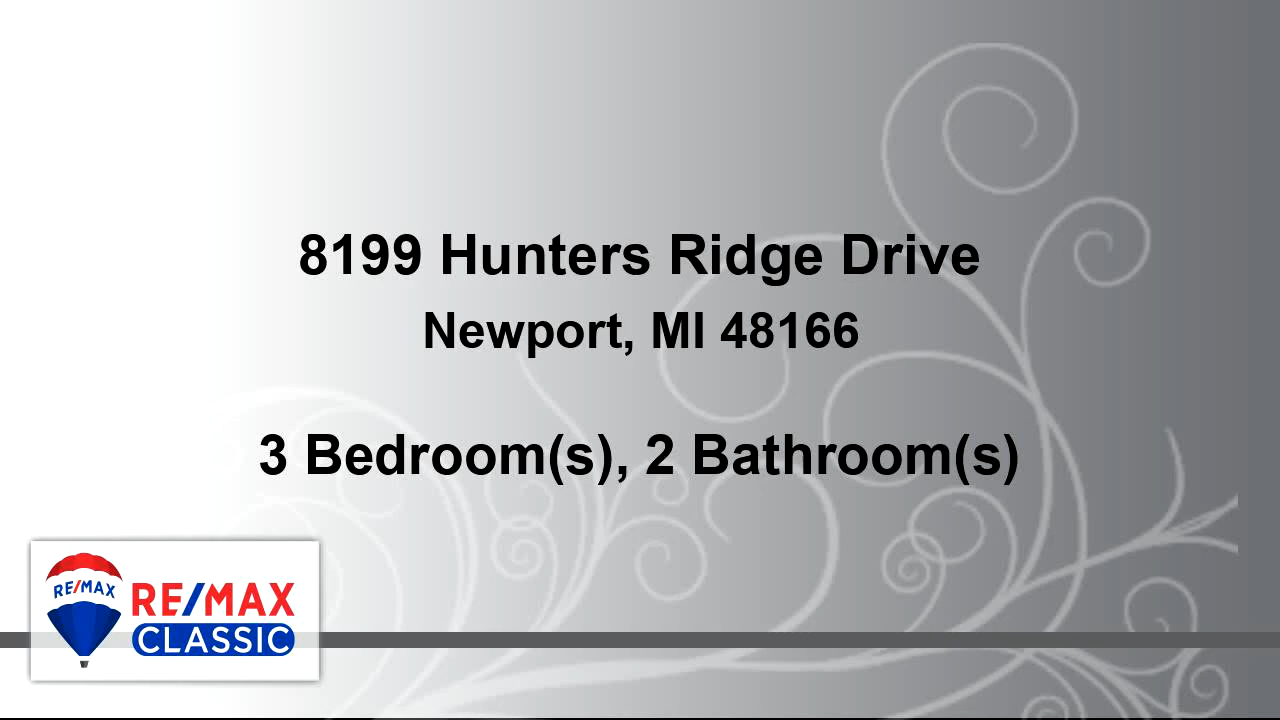 8199 Hunters Ridge Drive
Newport, MI 48166
3 Bedroom(s), 2 Bathroom(s)
RE/MAX
RE/MAX
CLASSIC